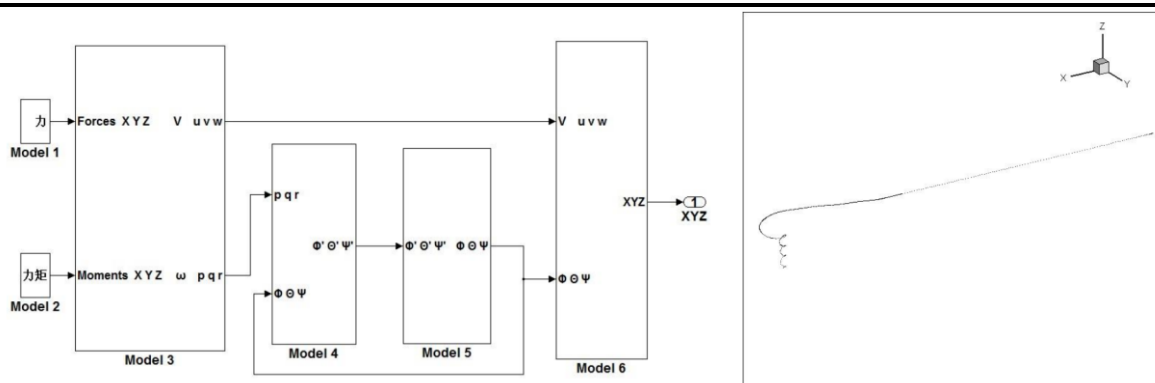 力
Model 1
力矩
Model 2
Forces X Y Z V u v w
Moments X Y Z ω p q r
Model 3
p q r
Φ' Θ' Ψ'
Φ Θ Ψ
Model 4
Φ' Θ' Ψ' Φ Θ Ψ
Model 5
V u v w
XYZ
Φ Θ Ψ
Model 6
1
XYZ
Z
X
Y